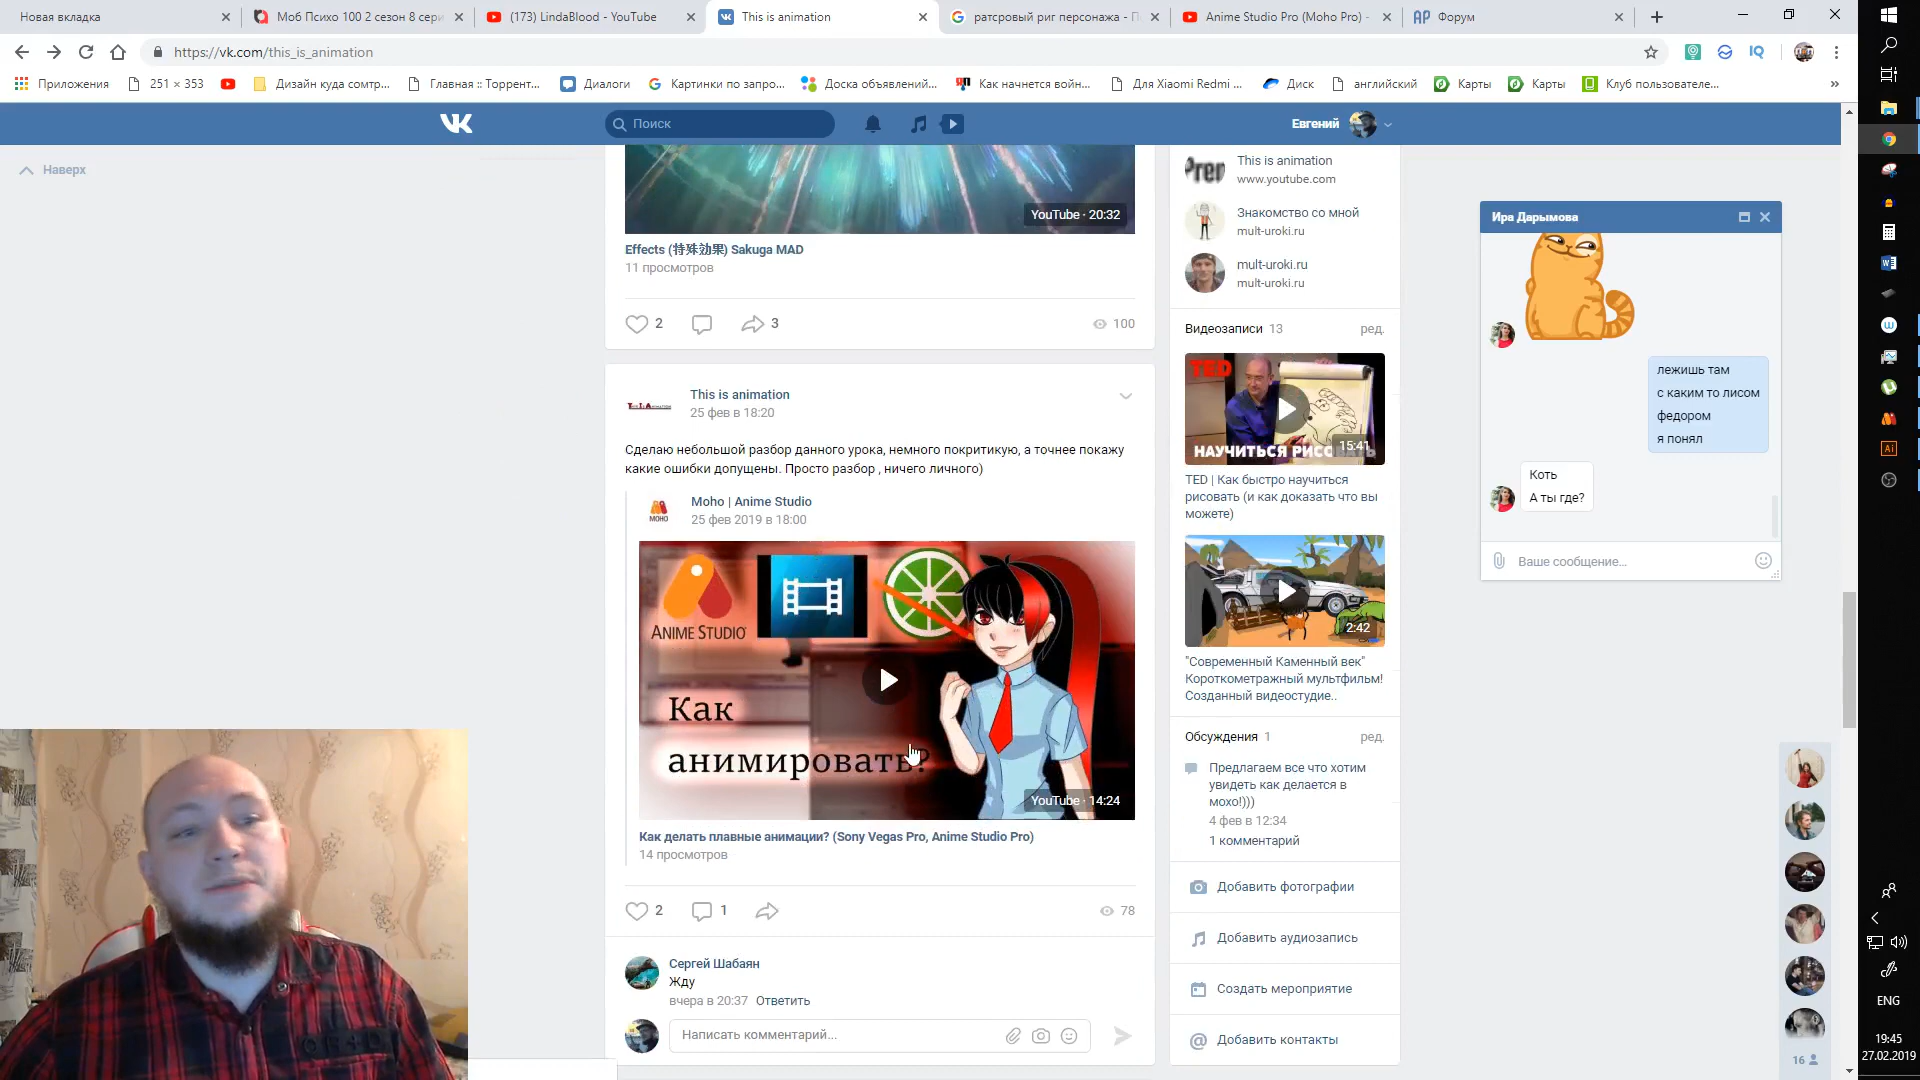 Новая вкладка
Моб Психо 100 2 сезон 8 сери
(173) LindaBlood - YouTube
This is animation
ратсровый риг персонажа - П
Anime Studio Pro (Moho Pro) -
Форум
https://vk.com/this_is_animation
Приложения
251 × 353
Дизайн куда сомтр...
Главная :: Торрент...
Диалоги
Картинки по запро...
Доска объявлений...
Как начнется войн...
Для Xiaomi Redmi ...
Диск
английский
Карты
Карты
Клуб пользователе...
Поиск
Евгений
Наверх
YouTube · 20:32
Effects (特殊効果) Sakuga MAD
11 просмотров
2
3
100
This is animation
25 фев в 18:20
Сделаю небольшой разбор данного урока, немного покритикую, а точнее покажу
какие ошибки допущены. Просто разбор , ничего личного)
MOHO
Moho | Anime Studio
25 фев 2019 в 18:00
ANIME STUDIO
Как
анимировать?
YouTube · 14:24
Как делать плавные анимации? (Sony Vegas Pro, Anime Studio Pro)
14 просмотров
2
1
78
Сергей Шабаян
Жду
вчера в 20:37 Ответить
Написать комментарий...
This is animation
www.youtube.com
Знакомство со мной
mult-uroki.ru
mult-uroki.ru
mult-uroki.ru
Видеозаписи 13
ред.
TED
15:41
TED | Как быстро научиться
рисовать (и как доказать что вы
можете)
2:42
"Современный Каменный век"
Короткометражный мультфильм!
Созданный видеостудие..
Обсуждения 1
ред.
Предлагаем все что хотим
увидеть как делается в
мохо!)))
4 фев в 12:34
1 комментарий
Добавить фотографии
Добавить аудиозапись
Создать мероприятие
Добавить контакты
Ира Дарымова
лежишь там
с каким то лисом
федором
я понял
Коть
А ты где?
Ваше сообщение...
16
ENG
19:45
27.02.2019